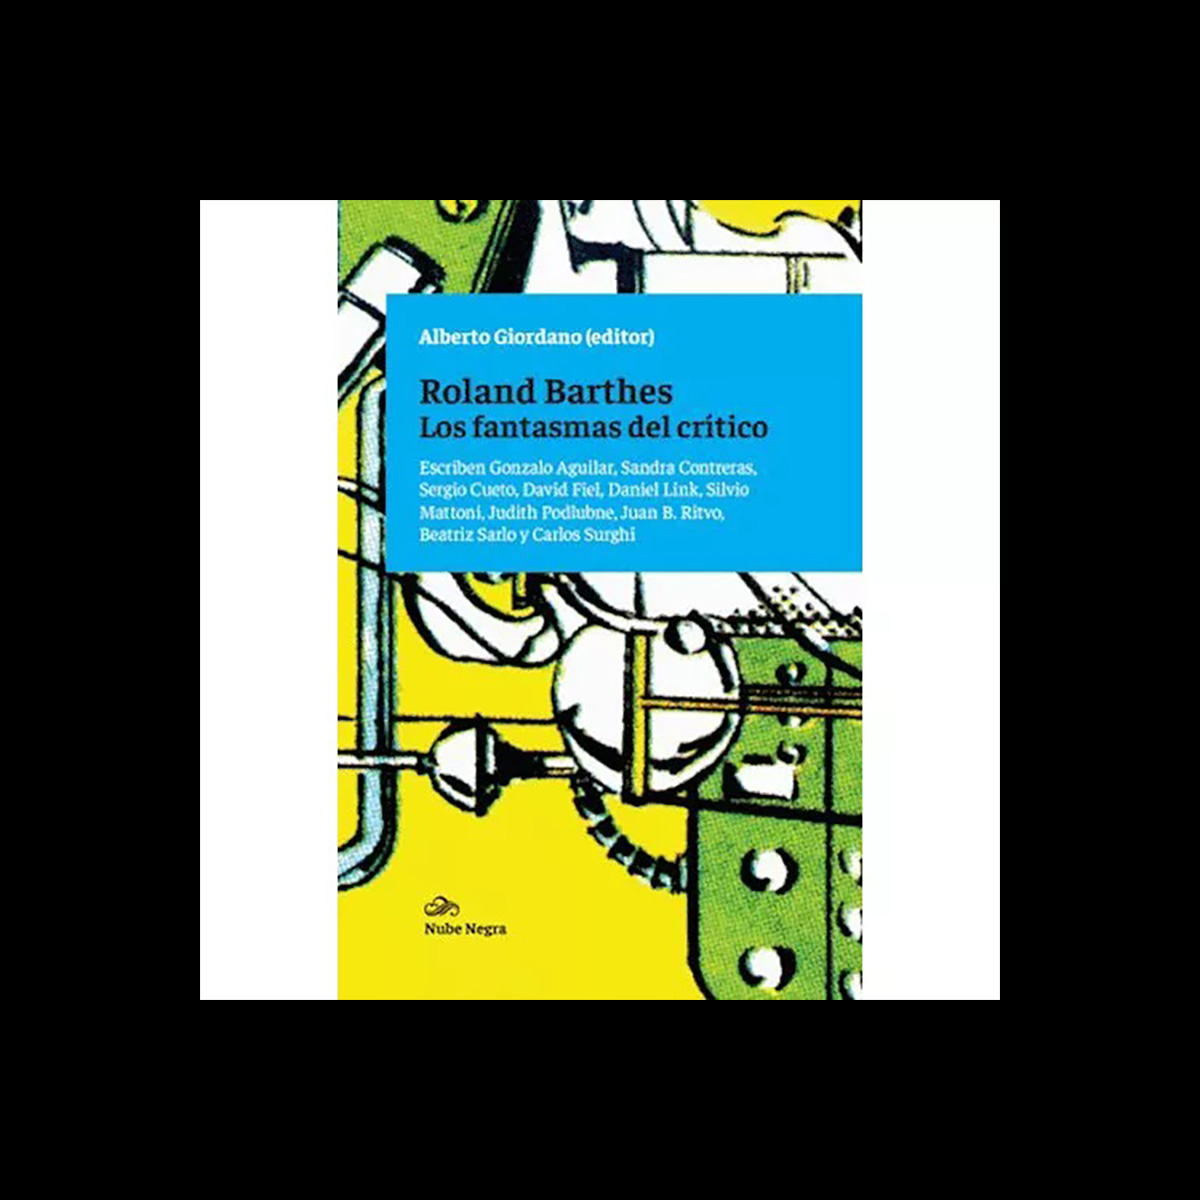 Alberto Giordano (editor)
Roland Barthes
Los fantasmas del crítico
Escriben Gonzalo Aguilar, Sandra Contreras,
Sergio Cueto, David Fiel, Daniel Link, Silvio
Mattoni, Judith Podlubne, Juan B. Ritvo,
Beatriz Sarlo y Carlos Surghi
Nube Negra